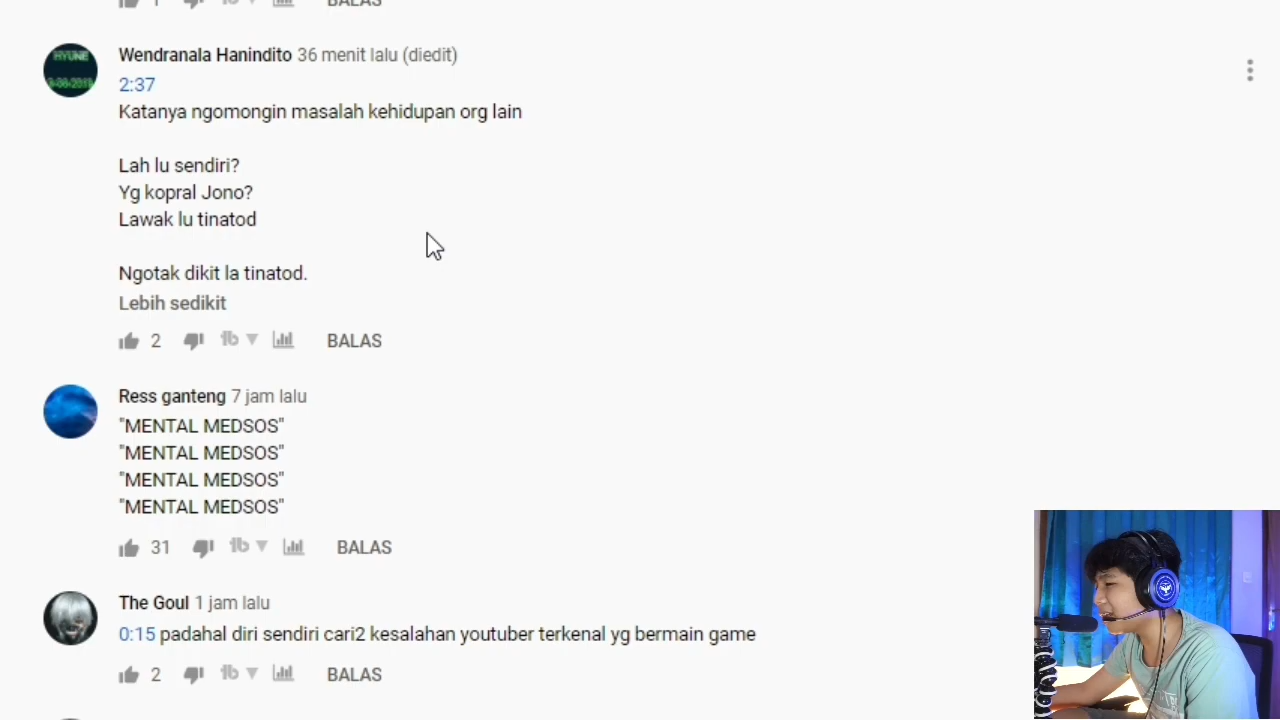 1 BALAS
HYUNE
Wendranala Hanindito 36 menit lalu (diedit)
2:37
Katanya ngomongin masalah kehidupan org lain
Lah lu sendiri?
Yg kopral Jono?
Lawak lu tinatod
Ngotak dikit la tinatod.
Lebih sedikit
2 BALAS
Ress ganteng 7 jam lalu
"MENTAL MEDSOS"
"MENTAL MEDSOS"
"MENTAL MEDSOS"
"MENTAL MEDSOS"
31 BALAS
The Goul 1 jam lalu
0:15 padahal diri sendiri cari2 kesalahan youtuber terkenal yg bermain game
2 BALAS